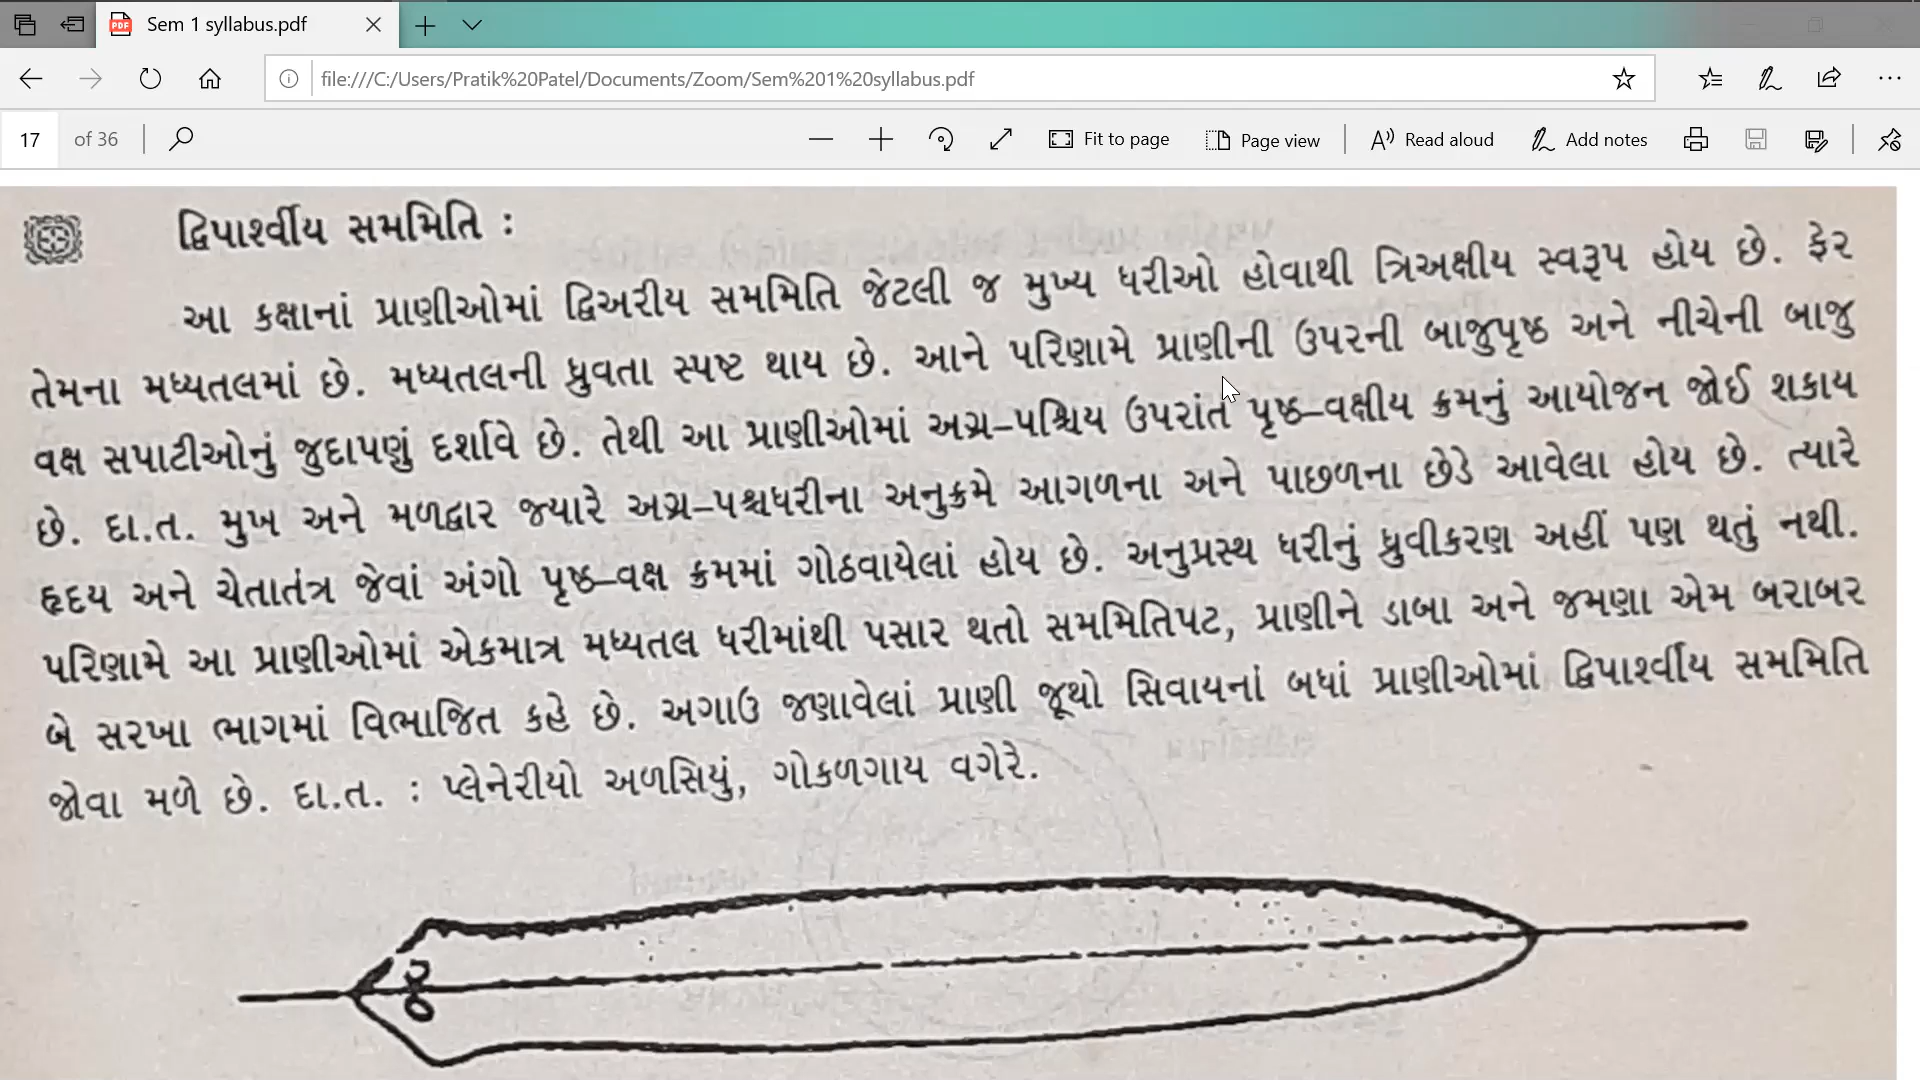 Sem 1 syllabus.pdf
file:///C:/Users/Pratik%20Patel/Documents/Zoom/Sem%201%20syllabus.pdf
17 of 36 Fit to page Page view Read aloud Add notes
દ્વિપાર્શ્વીય સમમિતિ :
આ કક્ષાનાં પ્રાણીઓમાં દ્વિઅરીય સમમિતિ જેટલી જ મુખ્ય ધરીઓ હોવાથી ત્રિઅક્ષીય સ્વરૂપ હોય છે. ફેર
તેમના મધ્યતલમાં છે. મધ્યતલની ધ્રુવતા સ્પષ્ટ થાય છે. આને પરિણામે પ્રાણીની ઉપરની બાજુપૃષ્ઠ અને નીચેની બાજુ
વક્ષ સપાટીઓનું જુદાપણું દર્શાવે છે. તેથી આ પ્રાણીઓમાં અગ્ર–પશ્ચિય ઉપરાંત પૃષ્ઠ–વક્ષીય ક્રમનું આયોજન જોઈ શકાય
છે. દા.ત. મુખ અને મળદ્વાર જ્યારે અગ્ર–પશ્ચધરીના અનુક્રમે આગળના અને પાછળના છેડે આવેલા હોય છે. ત્યારે
હૃદય અને ચેતાતંત્ર જેવાં અંગો પૃષ્ઠ–વક્ષ ક્રમમાં ગોઠવાયેલાં હોય છે. અનુપ્રસ્થ ધરીનું ધ્રુવીકરણ અહીં પણ થતું નથી.
પરિણામે આ પ્રાણીઓમાં એકમાત્ર મધ્યતલ ધરીમાંથી પસાર થતો સમમિતિપટ, પ્રાણીને ડાબા અને જમણા એમ બરાબર
બે સરખા ભાગમાં વિભાજિત કહે છે. અગાઉ જણાવેલાં પ્રાણી જૂથો સિવાયનાં બધાં પ્રાણીઓમાં દ્વિપાર્શ્વીય સમમિતિ
જોવા મળે છે. દા.ત. : પ્લેનેરીયો અળસિયું, ગોકળગાય વગેરે.